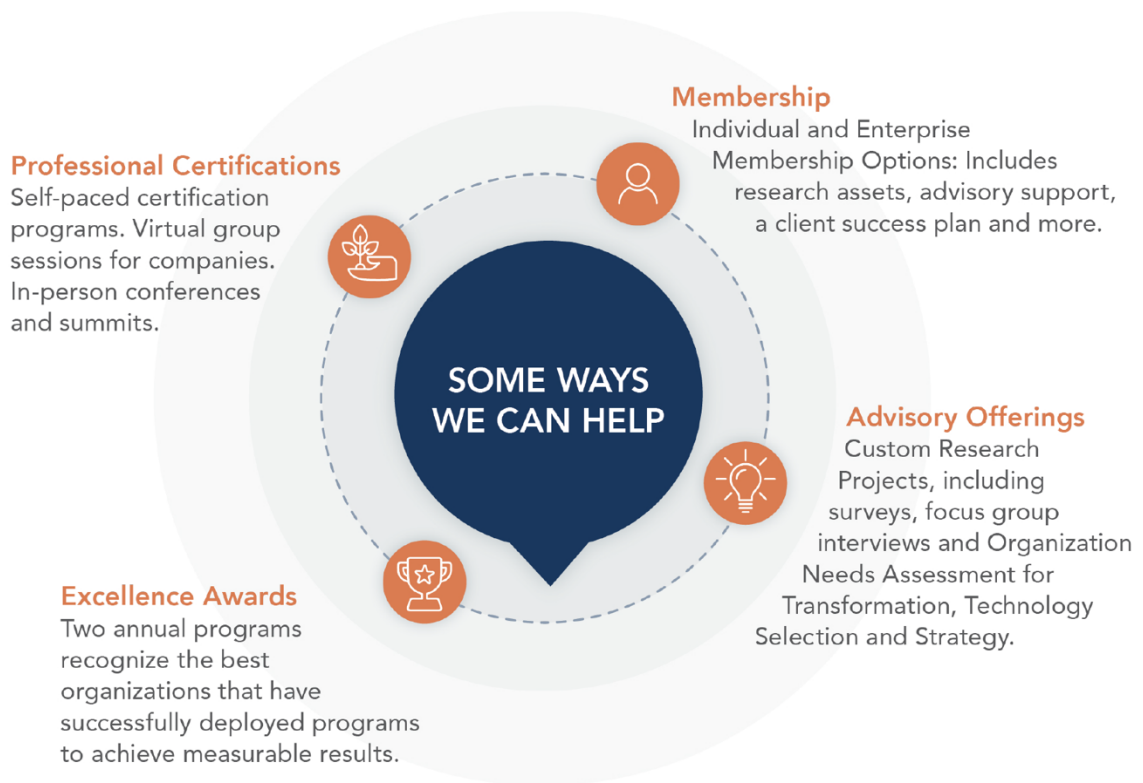 Membership
Individual and Enterprise
Membership Options: Includes
research assets, advisory support,
a client success plan and more.
Professional Certifications
Self-paced certification
programs. Virtual group
sessions for companies.
In-person conferences
and summits.
SOME WAYS
WE CAN HELP
Advisory Offerings
Custom Research
Projects, including
surveys, focus group
interviews and Organization
Needs Assessment for
Transformation, Technology
Selection and Strategy.
Excellence Awards
Two annual programs
recognize the best
organizations that have
successfully deployed programs
to achieve measurable results.